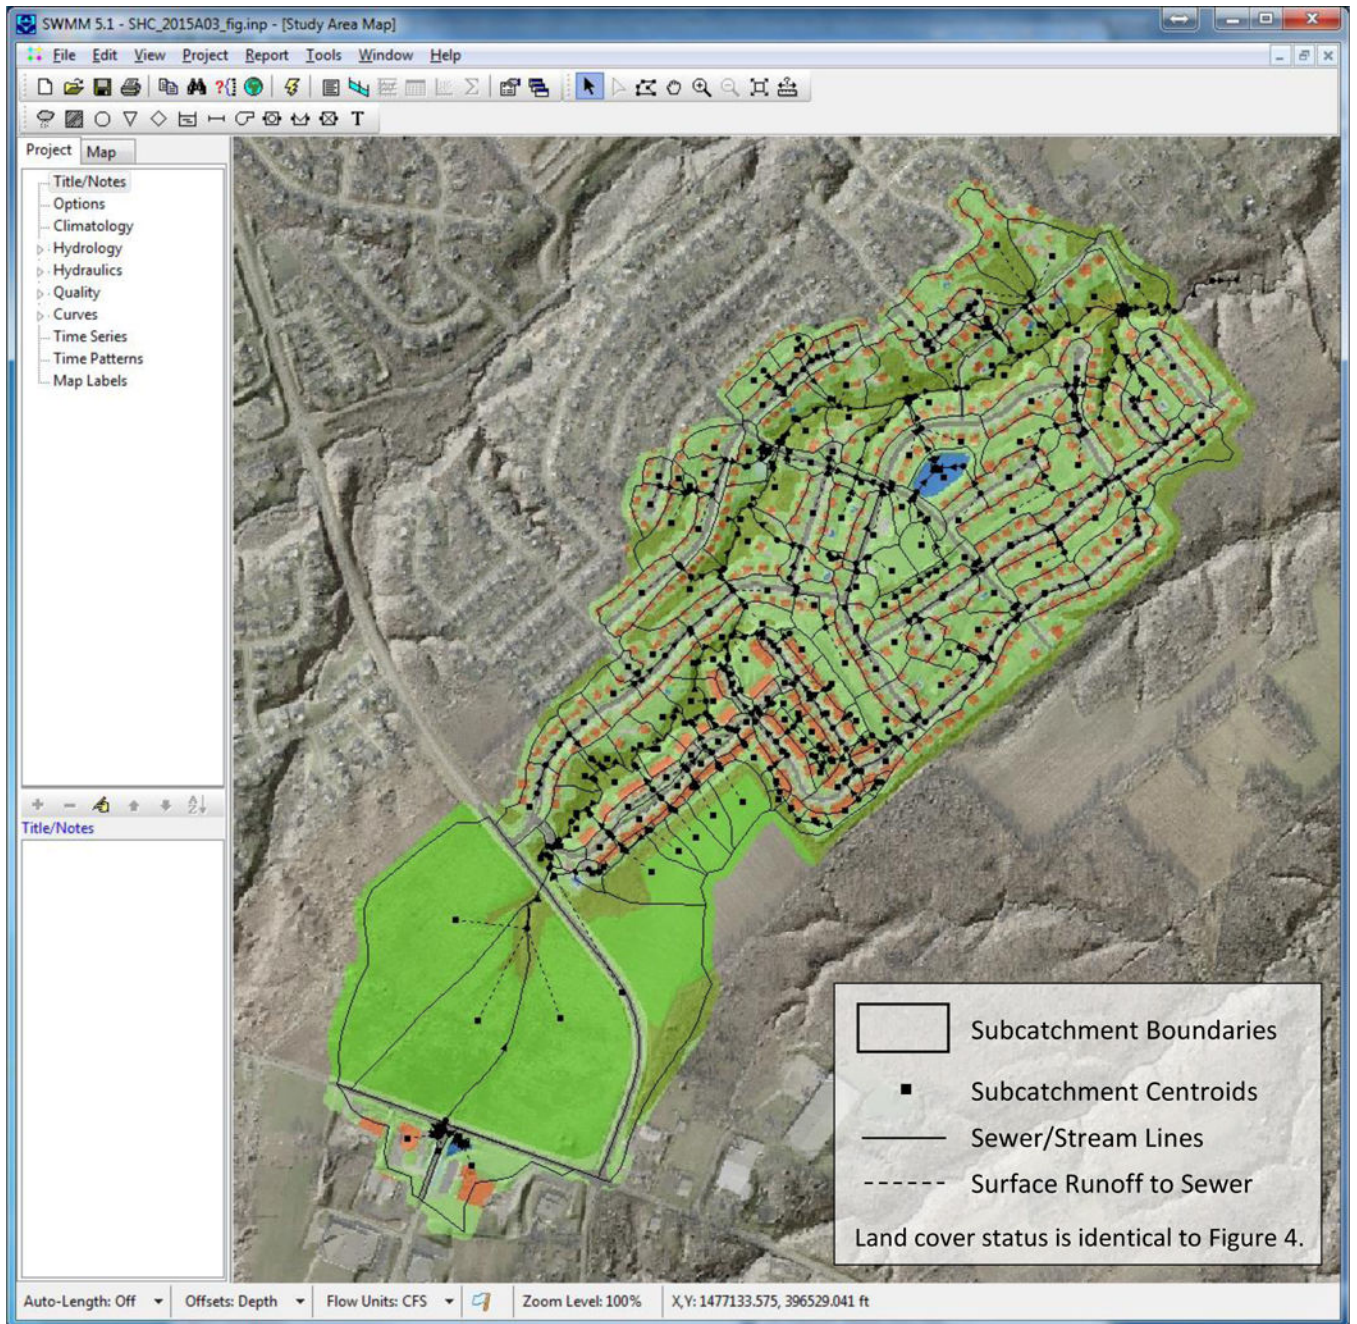 SWMM 5.1 - SHC_2015A03_fig.inp - [Study Area Map]
File Edit View Project Report Tools Window Help
?{}
T
Project Map
Title/Notes
Options
Climatology
Hydrology
Hydraulics
Quality
Curves
Time Series
Time Patterns
Map Labels
Title/Notes
Subcatchment Boundaries
Subcatchment Centroids
Sewer/Stream Lines
Surface Runoff to Sewer
Land cover status is identical to Figure 4.
Auto-Length: Off Offsets: Depth Flow Units: CFS Zoom Level: 100% X,Y: 1477133.575, 396529.041 ft